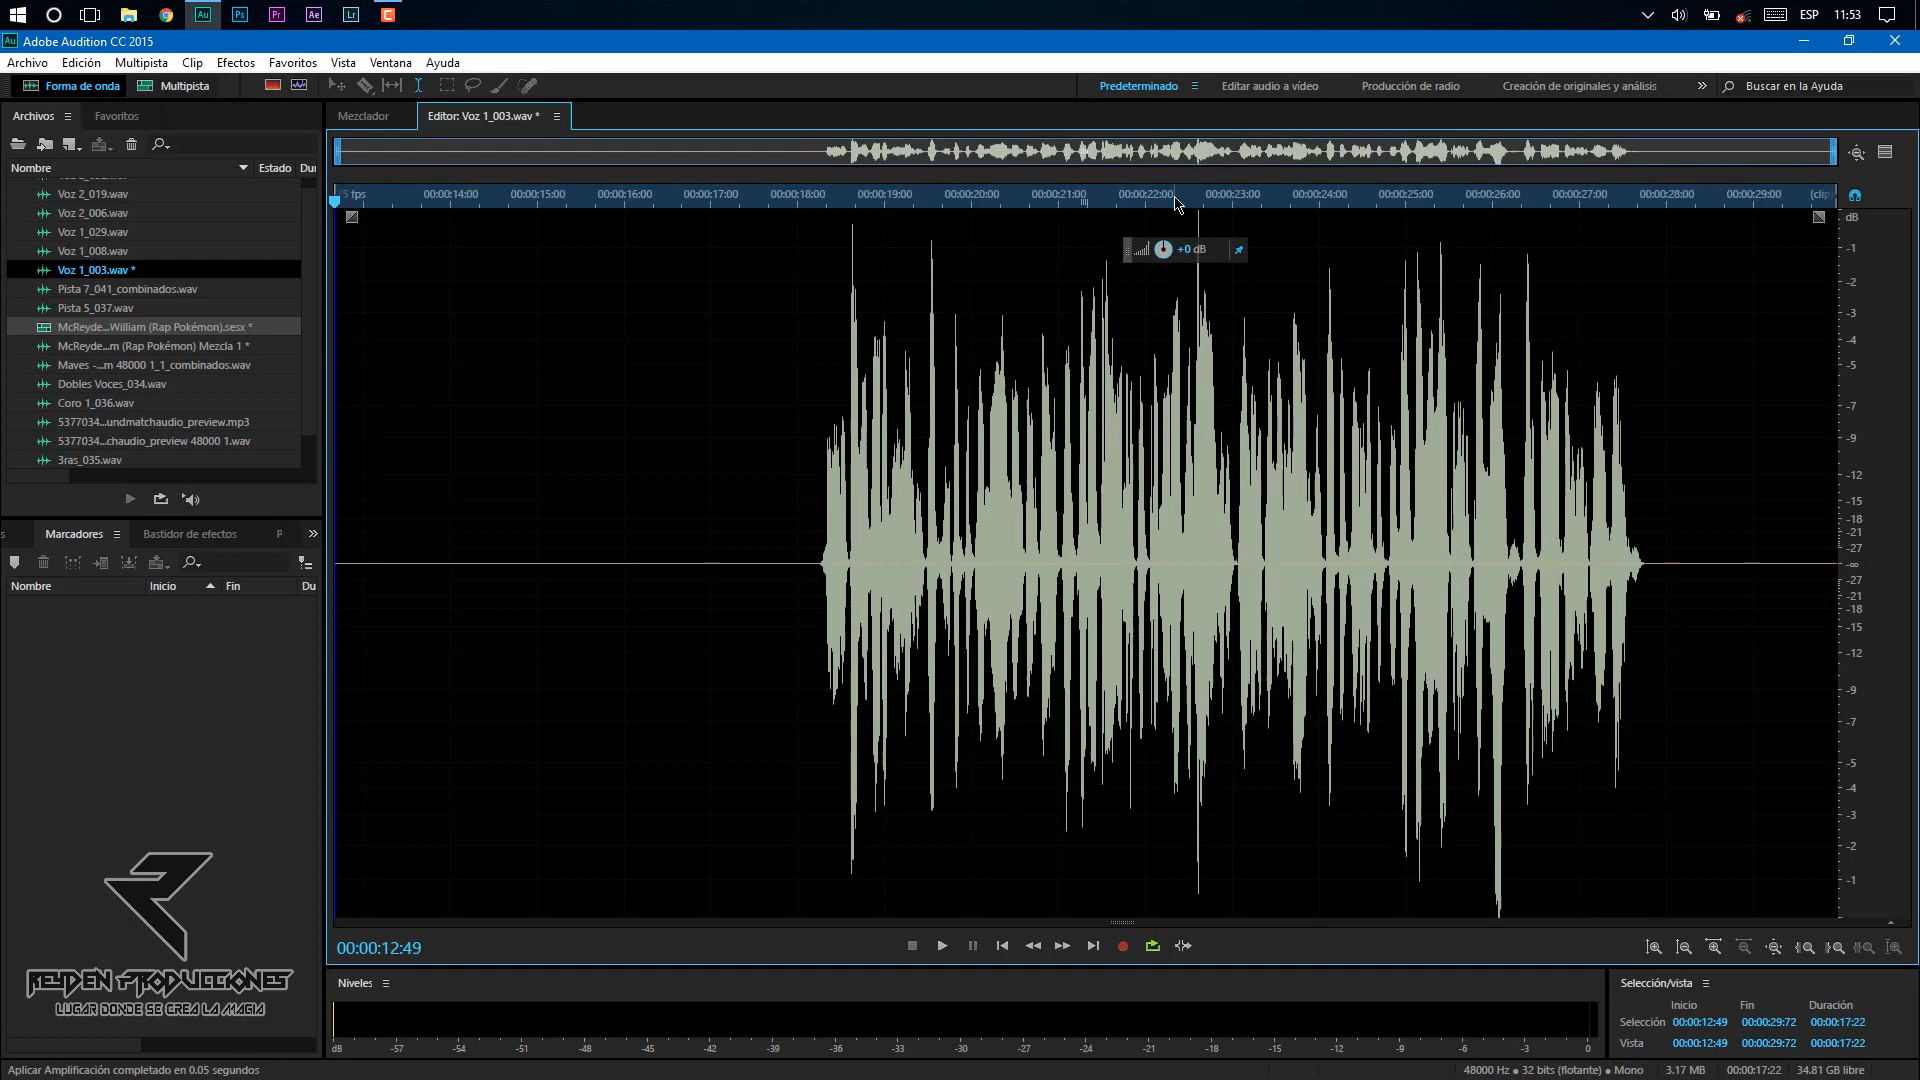 ESP 11:53
Adobe Audition CC 2015
Archivo Edición Multipista Clip Efectos Favoritos Vista Ventana Ayuda
Forma de onda Multipista Predeterminado Editar audio a vídeo Producción de radio Creación de originales y análisis Buscar en la Ayuda
Archivos Favoritos
Nombre Estado Du
Voz 2_019.wav
Voz 2_006.wav
Voz 1_029.wav
Voz 1_008.wav
Voz 1_003.wav *
Pista 7_041_combinados.wav
Pista 5_037.wav
McReyde...William (Rap Pokémon).sesx *
McReyde...m (Rap Pokémon) Mezcla 1 *
Maves -...m 48000 1_1_combinados.wav
Dobles Voces_034.wav
Coro 1_036.wav
5377034...undmatchaudio_preview.mp3
5377034...chaudio_preview 48000 1.wav
3ras_035.wav
s Marcadores Bastidor de efectos P
Nombre Inicio Fin Du
REYDEN PRODUCCIONES
LUGAR DONDE SE CREA LA MAGIA
Mezclador Editor: Voz 1_003.wav *
75 fps 00:00:14:00 00:00:15:00 00:00:16:00 00:00:17:00 00:00:18:00 00:00:19:00 00:00:20:00 00:00:21:00 00:00:22:00 00:00:23:00 00:00:24:00 00:00:25:00 00:00:26:00 00:00:27:00 00:00:28:00 00:00:29:00 (clip
+0 dB
dB
-1
-2
-3
-4
-5
-7
-9
-12
-15
-18
-21
-27
-∞
-27
-21
-18
-15
-12
-9
-7
-5
-4
-3
-2
-1
00:00:12:49
Niveles
dB -57 -54 -51 -48 -45 -42 -39 -36 -33 -30 -27 -24 -21 -18 -15 -12 -9 -6 -3 0
Selección/vista
Inicio Fin Duración
Selección 00:00:12:49 00:00:29:72 00:00:17:22
Vista 00:00:12:49 00:00:29:72 00:00:17:22
Aplicar Amplificación completado en 0.05 segundos
48000 Hz • 32 bits (flotante) • Mono 3.17 MB 00:00:17:22 34.81 GB libre